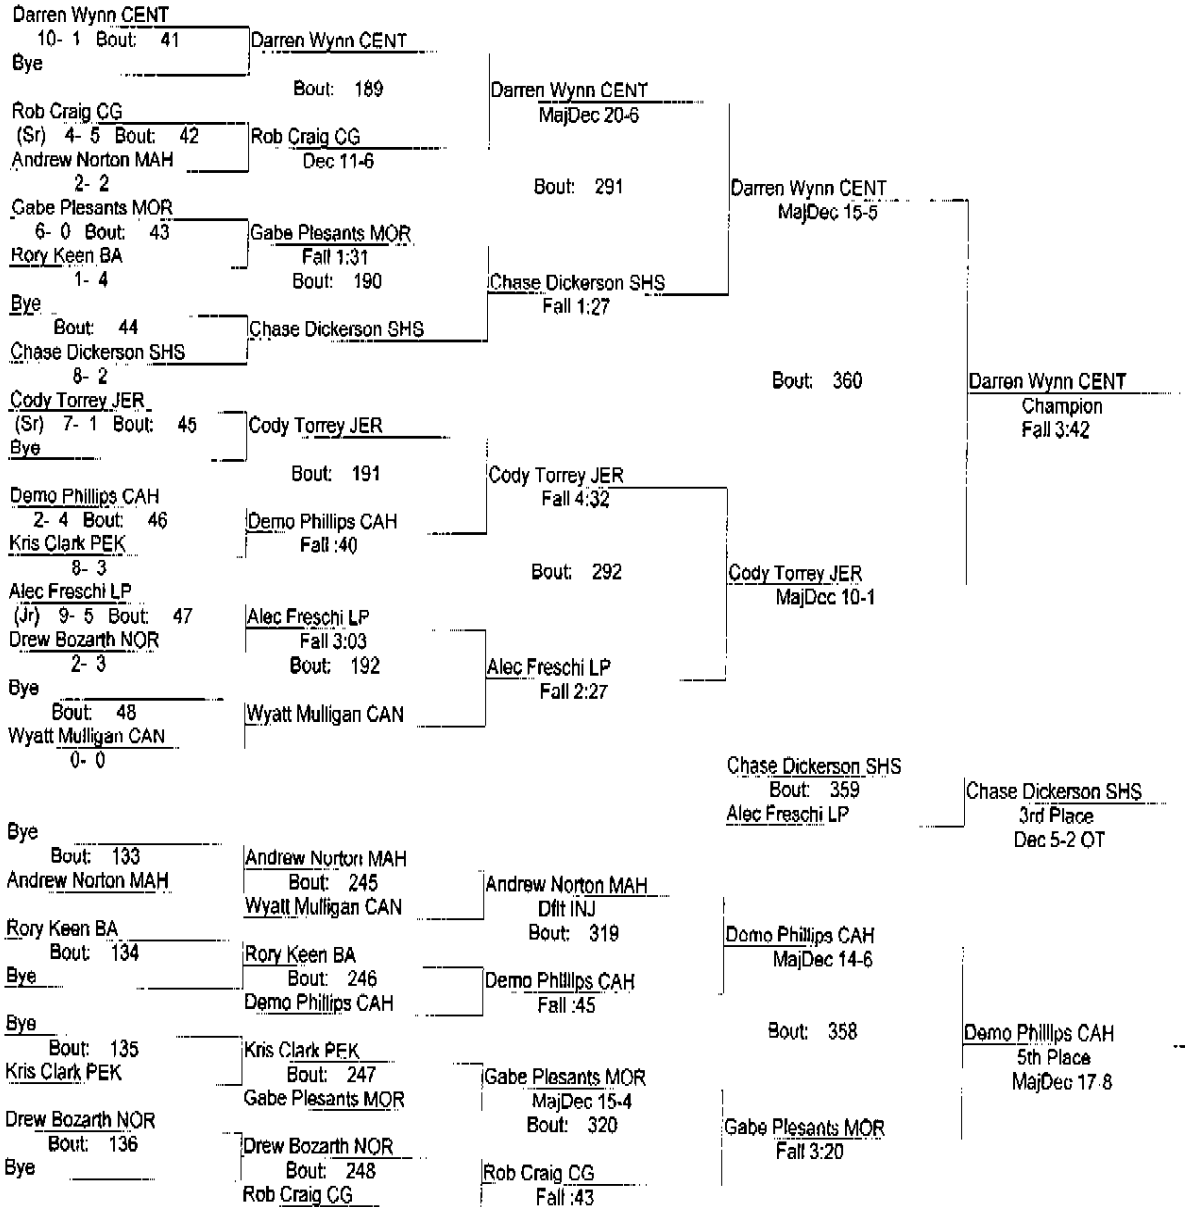 Darren Wynn CENT
10- 1 Bout: 41
Bye
Darren Wynn CENT
Bout: 189
Rob Craig CG
(Sr) 4- 5 Bout: 42
Andrew Norton MAH
2- 2
Rob Craig CG
Dec 11-6
Darren Wynn CENT
MajDec 20-6
Bout: 291
Gabe Plesants MOR
6- 0 Bout: 43
Rory Keen BA
1- 4
Gabe Plesants MOR
Fall 1:31
Bout: 190
Bye
Bout: 44
Chase Dickerson SHS
8- 2
Chase Dickerson SHS
Chase Dickerson SHS
Fall 1:27
Darren Wynn CENT
MajDec 15-5
Bout: 360
Darren Wynn CENT
Champion
Fall 3:42
Cody Torrey JER
(Sr) 7- 1 Bout: 45
Bye
Cody Torrey JER
Bout: 191
Demo Phillips CAH
2- 4 Bout: 46
Kris Clark PEK
8- 3
Demo Phillips CAH
Fall :40
Cody Torrey JER
Fall 4:32
Bout: 292
Alec Freschi LP
(Jr) 9- 5 Bout: 47
Drew Bozarth NOR
2- 3
Alec Freschi LP
Fall 3:03
Bout: 192
Bye
Bout: 48
Wyatt Mulligan CAN
0- 0
Wyatt Mulligan CAN
Alec Freschi LP
Fall 2:27
Cody Torrey JER
MajDec 10-1
Chase Dickerson SHS
Bout: 359
Alec Freschi LP
Chase Dickerson SHS
3rd Place
Dec 5-2 OT
Bye
Bout: 133
Andrew Norton MAH
Andrew Norton MAH
Bout: 245
Wyatt Mulligan CAN
Andrew Norton MAH
Dflt INJ
Bout: 319
Rory Keen BA
Bout: 134
Bye
Rory Keen BA
Bout: 246
Demo Phillips CAH
Demo Phillips CAH
Fall :45
Demo Phillips CAH
MajDec 14-6
Bout: 358
Bye
Bout: 135
Kris Clark PEK
Kris Clark PEK
Bout: 247
Gabe Plesants MOR
Gabe Plesants MOR
MajDec 15-4
Bout: 320
Drew Bozarth NOR
Bout: 136
Bye
Drew Bozarth NOR
Bout: 248
Rob Craig CG
Rob Craig CG
Fall :43
Gabe Plesants MOR
Fall 3:20
Demo Phillips CAH
5th Place
MajDec 17-8